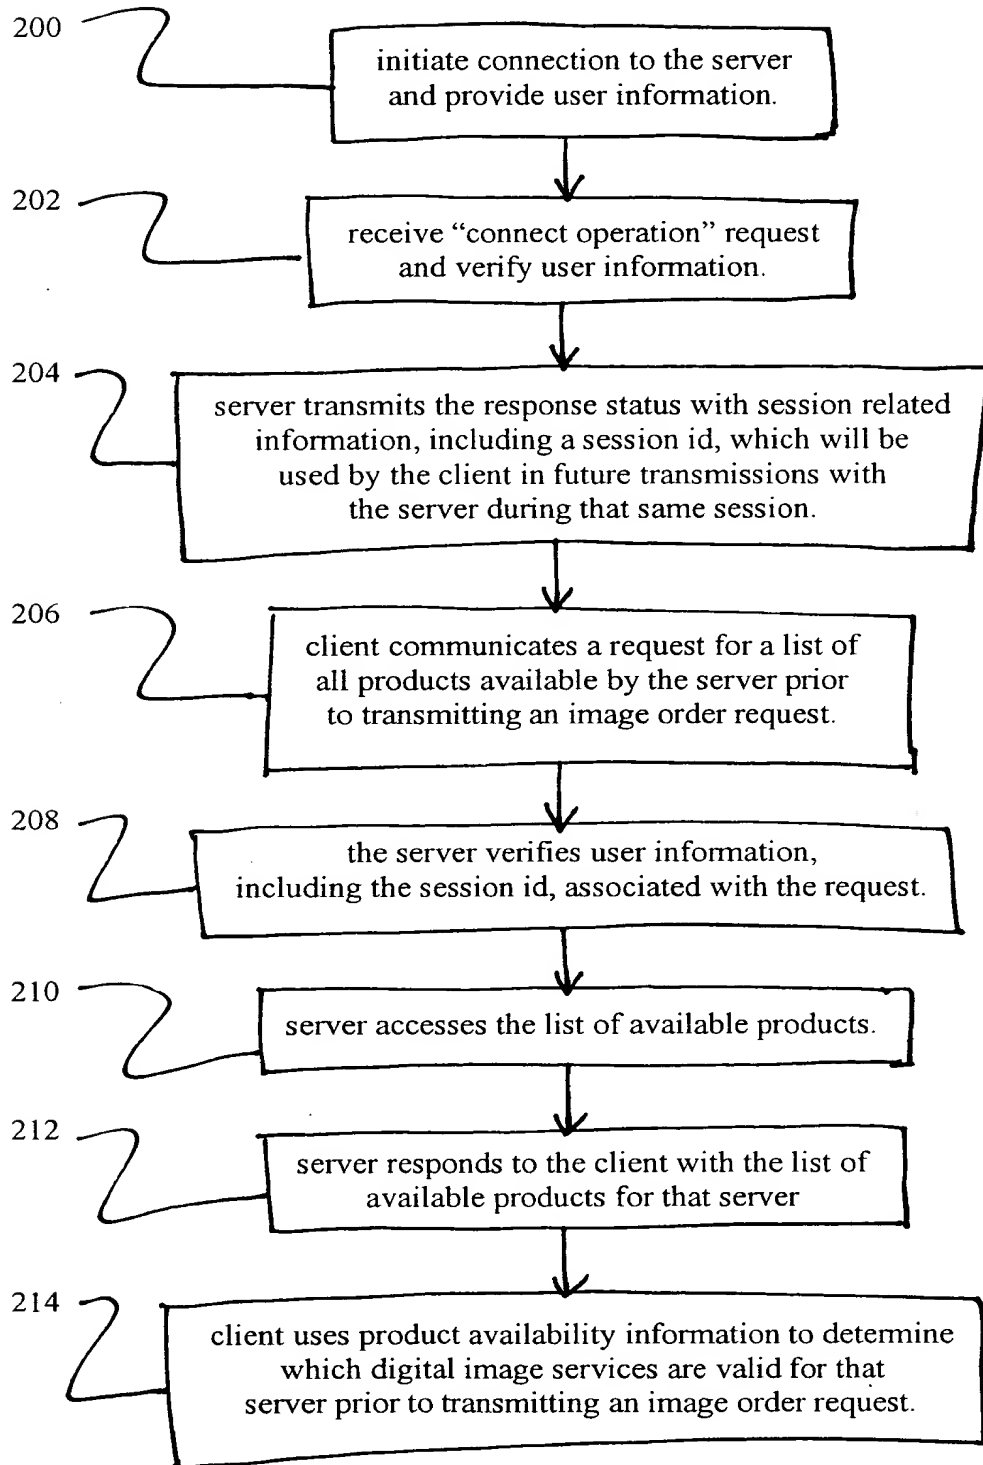 200
initiate connection to the server
and provide user information.
202
receive “connect operation” request
and verify user information.
204
server transmits the response status with session related
information, including a session id, which will be
used by the client in future transmissions with
the server during that same session.
206
client communicates a request for a list of
all products available by the server prior
to transmitting an image order request.
208
the server verifies user information,
including the session id, associated with the request.
210
server accesses the list of available products.
212
server responds to the client with the list of
available products for that server
214
client uses product availability information to determine
which digital image services are valid for that
server prior to transmitting an image order request.